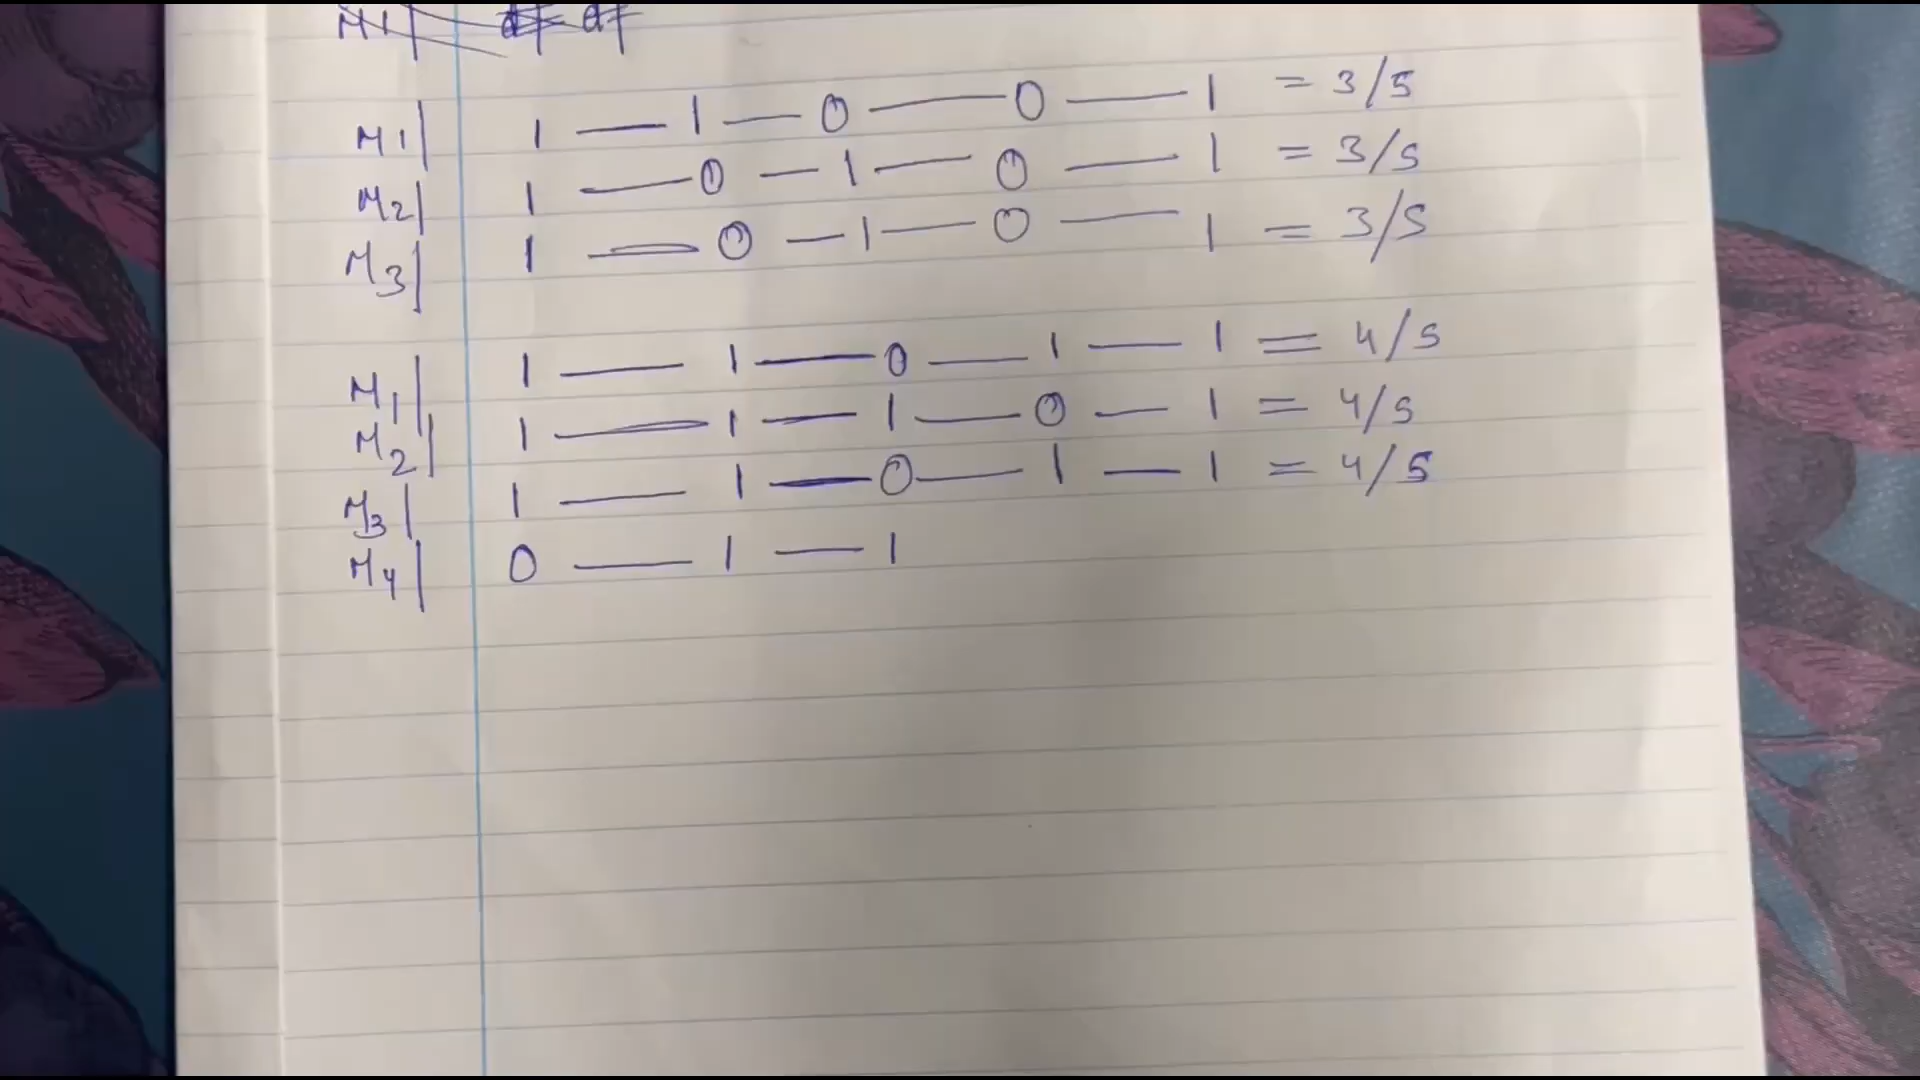 M1| 1 — 1 — 0 — 0 — 1 = 3/5
M2| 1 — 0 — 1 — 0 — 1 = 3/5
M3| 1 — 0 — 1 — 0 — 1 = 3/5
M1| 1 — 1 — 0 — 1 — 1 = 4/5
M2| 1 — 1 — 1 — 0 — 1 = 4/5
M3| 1 — 1 — 0 — 1 — 1 = 4/5
M4| 0 — 1 — 1